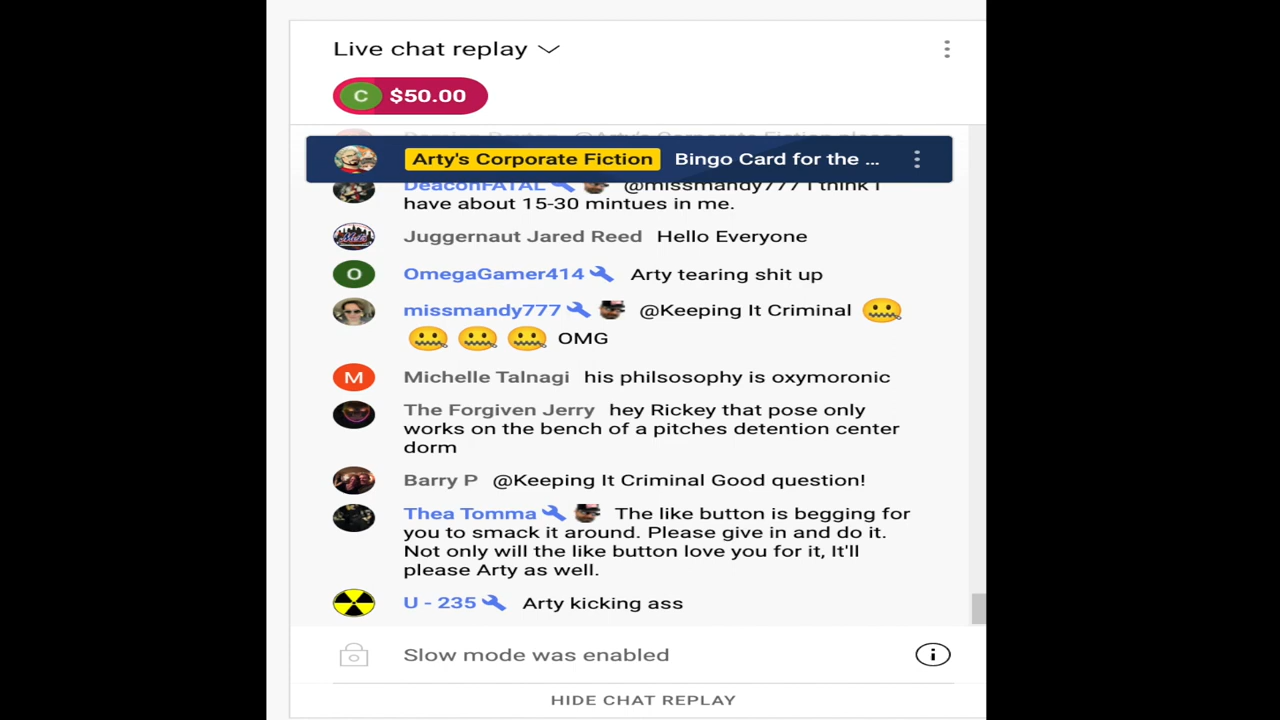 Live chat replay
C $50.00
Arty's Corporate Fiction Bingo Card for the ...
DeaconFATAL @missmandy777 I think I
have about 15-30 mintues in me.
Juggernaut Jared Reed Hello Everyone
O OmegaGamer414 Arty tearing shit up
missmandy777 @Keeping It Criminal
OMG
M Michelle Talnagi his philsosophy is oxymoronic
The Forgiven Jerry hey Rickey that pose only
works on the bench of a pitches detention center
dorm
Barry P @Keeping It Criminal Good question!
Thea Tomma The like button is begging for
you to smack it around. Please give in and do it.
Not only will the like button love you for it, It'll
please Arty as well.
U - 235 Arty kicking ass
Slow mode was enabled
HIDE CHAT REPLAY